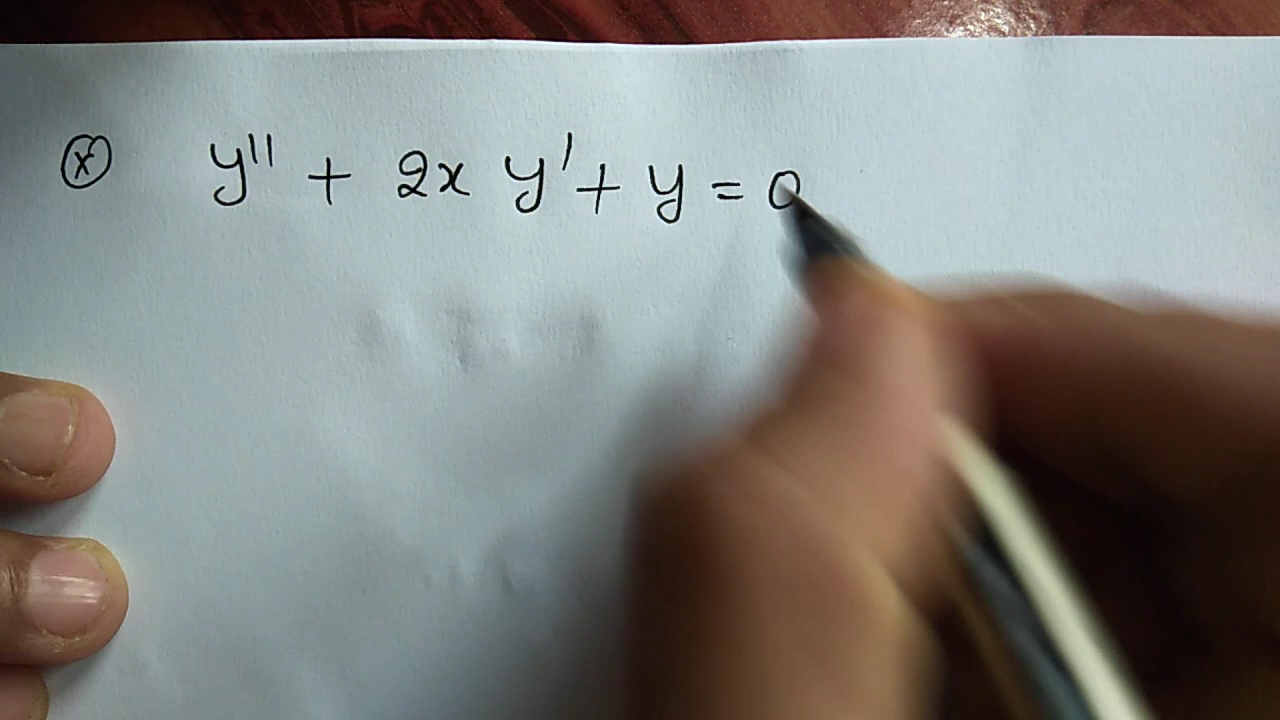 ⓧ y'' + 2x y' + y = 0